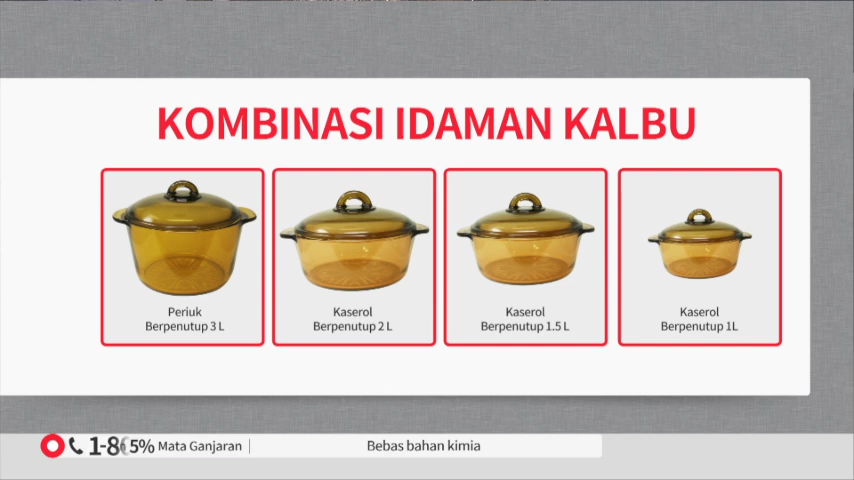 KOMBINASI IDAMAN KALBU
Periuk
Berpenutup 3 L
Kaserol
Berpenutup 2 L
Kaserol
Berpenutup 1.5 L
Kaserol
Berpenutup 1L
5% Mata Ganjaran
Bebas bahan kimia